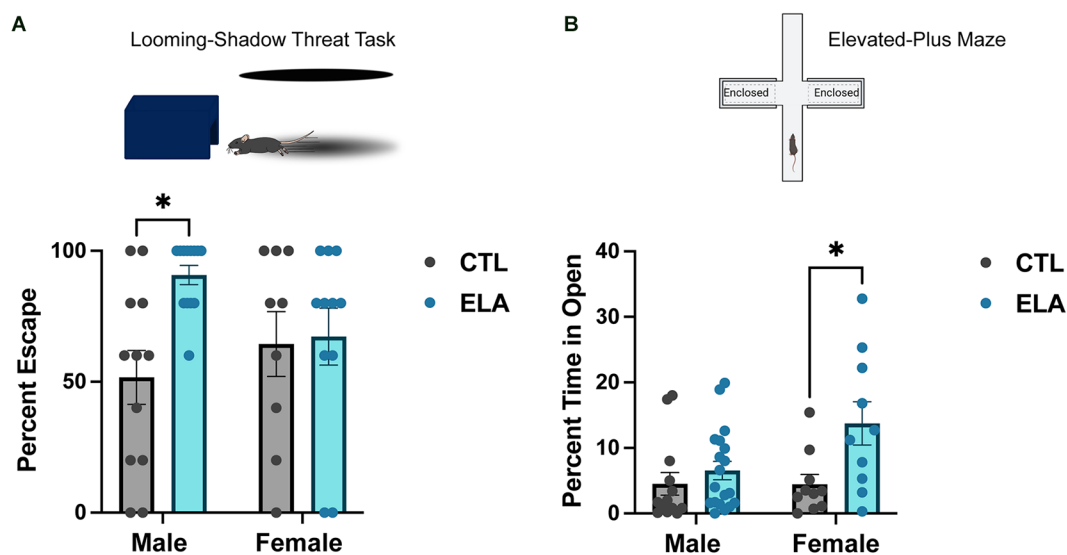 A
Looming-Shadow Threat Task
*
100
50
0
Percent Escape
Male
Female
CTL
ELA
B
Elevated-Plus Maze
Enclosed
Enclosed
*
40
30
20
10
0
Percent Time in Open
Male
Female
CTL
ELA